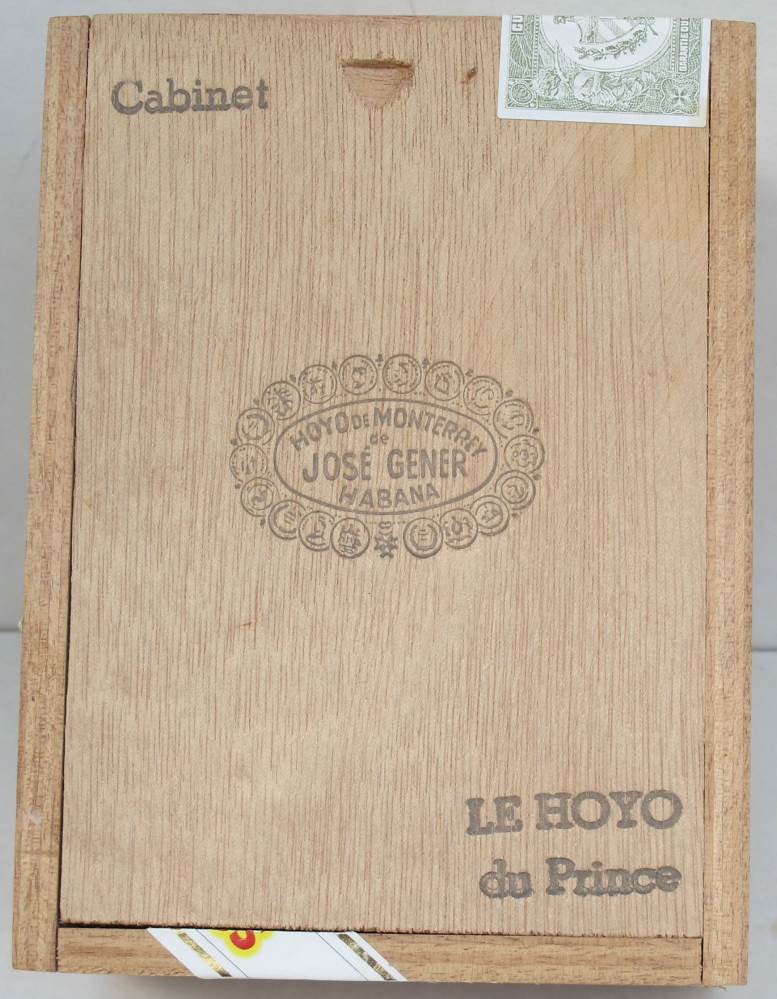 Cabinet
HOYO DE MONTERREY
de
JOSÉ GENER
HABANA
LE HOYO
du Prince